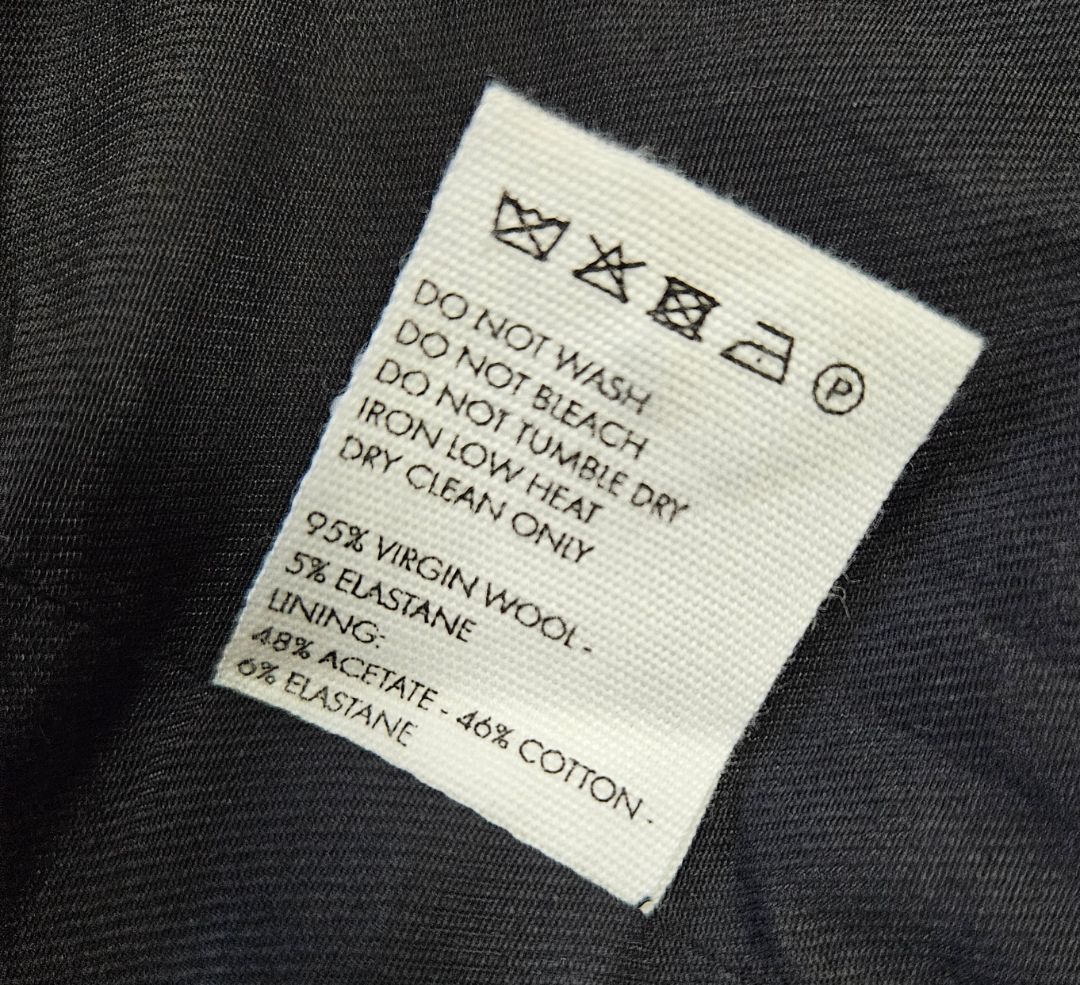 P
DO NOT WASH
DO NOT BLEACH
DO NOT TUMBLE DRY
IRON LOW HEAT
DRY CLEAN ONLY
95% VIRGIN WOOL -
5% ELASTANE
LINING:
48% ACETATE - 46% COTTON -
6% ELASTANE